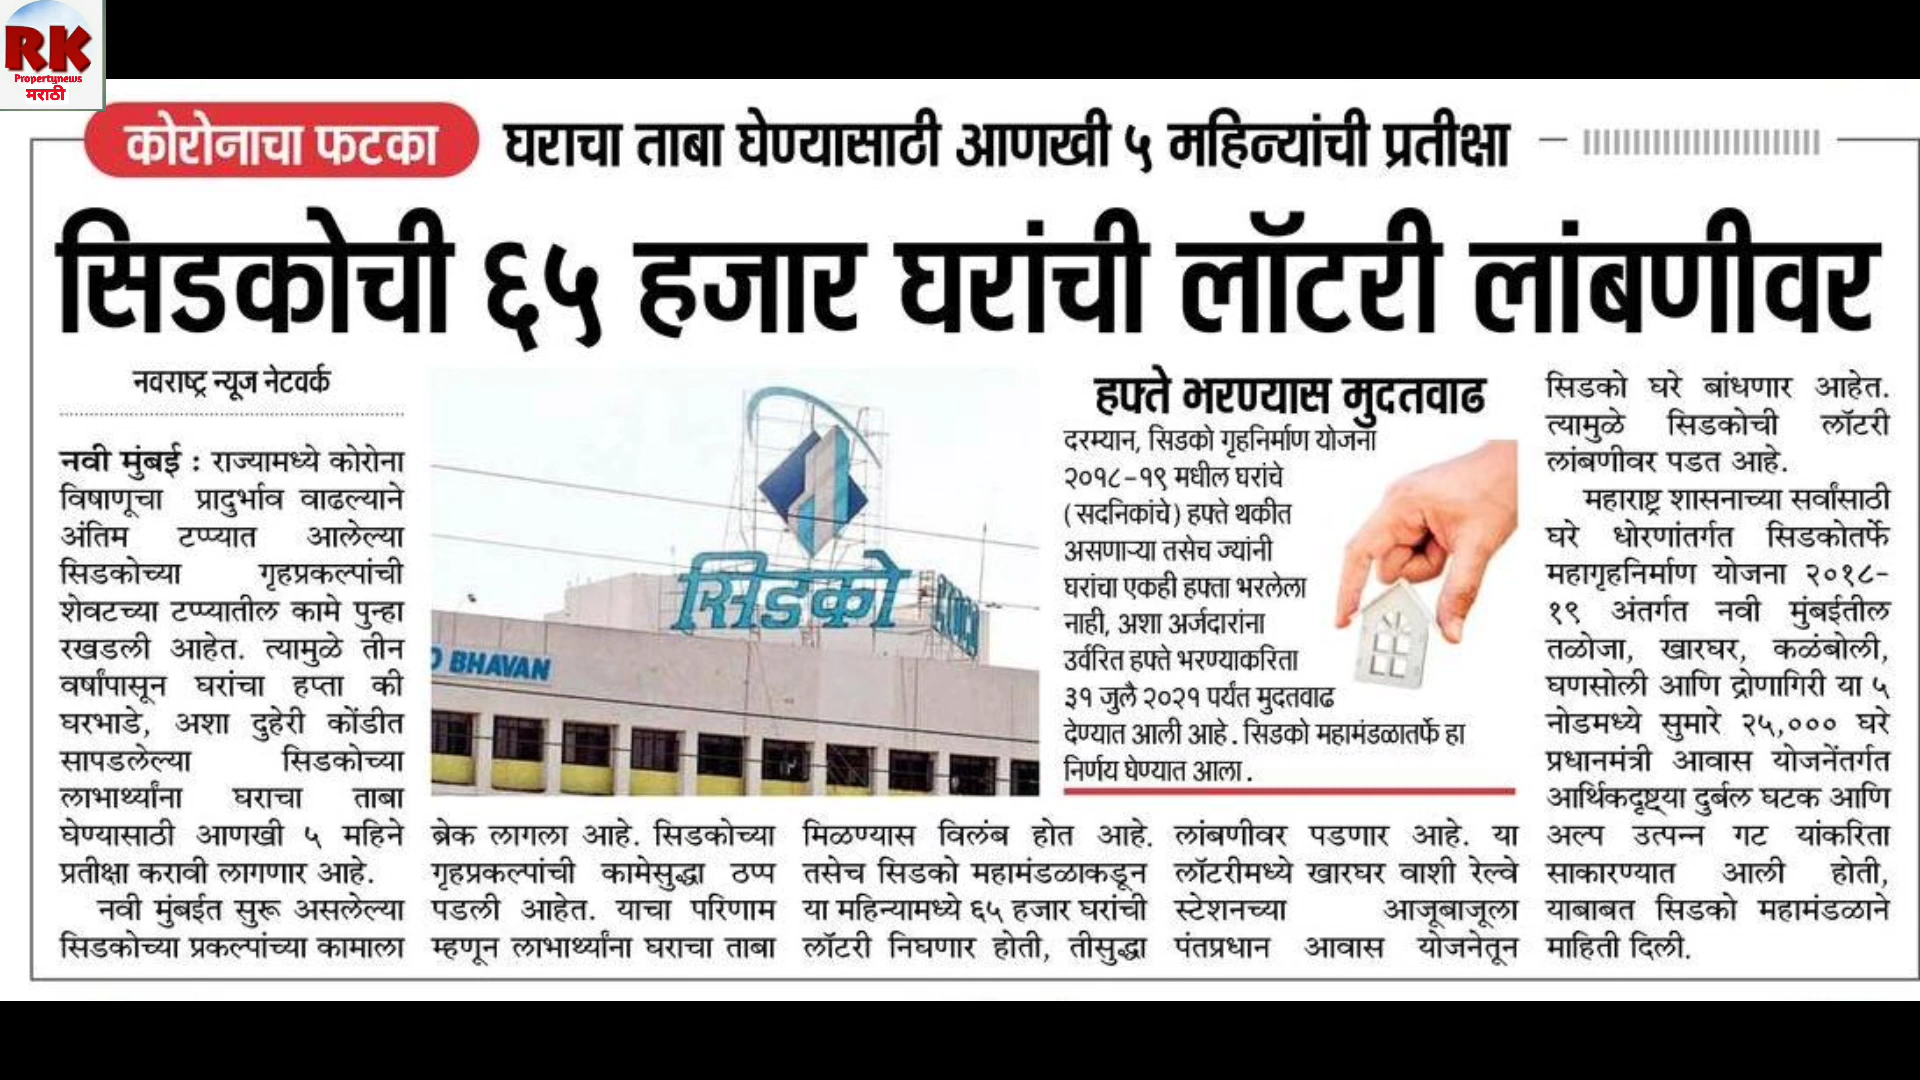 RK
Propertynews
मराठी
कोरोनाचा फटका
घराचा ताबा घेण्यासाठी आणखी ५ महिन्यांची प्रतीक्षा
सिडकोची ६५ हजार घरांची लॉटरी लांबणीवर
नवराष्ट्र न्यूज नेटवर्क
नवी मुंबई : राज्यामध्ये कोरोना
विषाणूचा प्रादुर्भाव वाढल्याने
अंतिम टप्प्यात आलेल्या
सिडकोच्या गृहप्रकल्पांची
शेवटच्या टप्प्यातील कामे पुन्हा
रखडली आहेत. त्यामुळे तीन
वर्षांपासून घरांचा हप्ता की
घरभाडे, अशा दुहेरी कोंडीत
सापडलेल्या सिडकोच्या
लाभार्थ्यांना घराचा ताबा
घेण्यासाठी आणखी ५ महिने
प्रतीक्षा करावी लागणार आहे.
नवी मुंबईत सुरू असलेल्या
सिडकोच्या प्रकल्पांच्या कामाला
सिडको
BHAVAN
ब्रेक लागला आहे. सिडकोच्या
गृहप्रकल्पांची कामेसुद्धा ठप्प
पडली आहेत. याचा परिणाम
म्हणून लाभार्थ्यांना घराचा ताबा
मिळण्यास विलंब होत आहे.
तसेच सिडको महामंडळाकडून
या महिन्यामध्ये ६५ हजार घरांची
लॉटरी निघणार होती, तीसुद्धा
हफ्ते भरण्यास मुदतवाढ
दरम्यान, सिडको गृहनिर्माण योजना
२०१८-१९ मधील घरांचे
(सदनिकांचे) हफ्ते थकीत
असणाऱ्या तसेच ज्यांनी
घरांचा एकही हफ्ता भरलेला
नाही, अशा अर्जदारांना
उर्वरित हफ्ते भरण्याकरिता
३१ जुलै २०२१ पर्यंत मुदतवाढ
देण्यात आली आहे. सिडको महामंडळातर्फे हा
निर्णय घेण्यात आला.
लांबणीवर पडणार आहे. या
लॉटरीमध्ये खारघर वाशी रेल्वे
स्टेशनच्या आजूबाजूला
पंतप्रधान आवास योजनेतून
सिडको घरे बांधणार आहेत.
त्यामुळे सिडकोची लॉटरी
लांबणीवर पडत आहे.
महाराष्ट्र शासनाच्या सर्वांसाठी
घरे धोरणांतर्गत सिडकोतर्फे
महागृहनिर्माण योजना २०१८-
१९ अंतर्गत नवी मुंबईतील
तळोजा, खारघर, कळंबोली,
घणसोली आणि द्रोणागिरी या ५
नोडमध्ये सुमारे २५,००० घरे
प्रधानमंत्री आवास योजनेंतर्गत
आर्थिकदृष्ट्या दुर्बल घटक आणि
अल्प उत्पन्न गट यांकरिता
साकारण्यात आली होती,
याबाबत सिडको महामंडळाने
माहिती दिली.